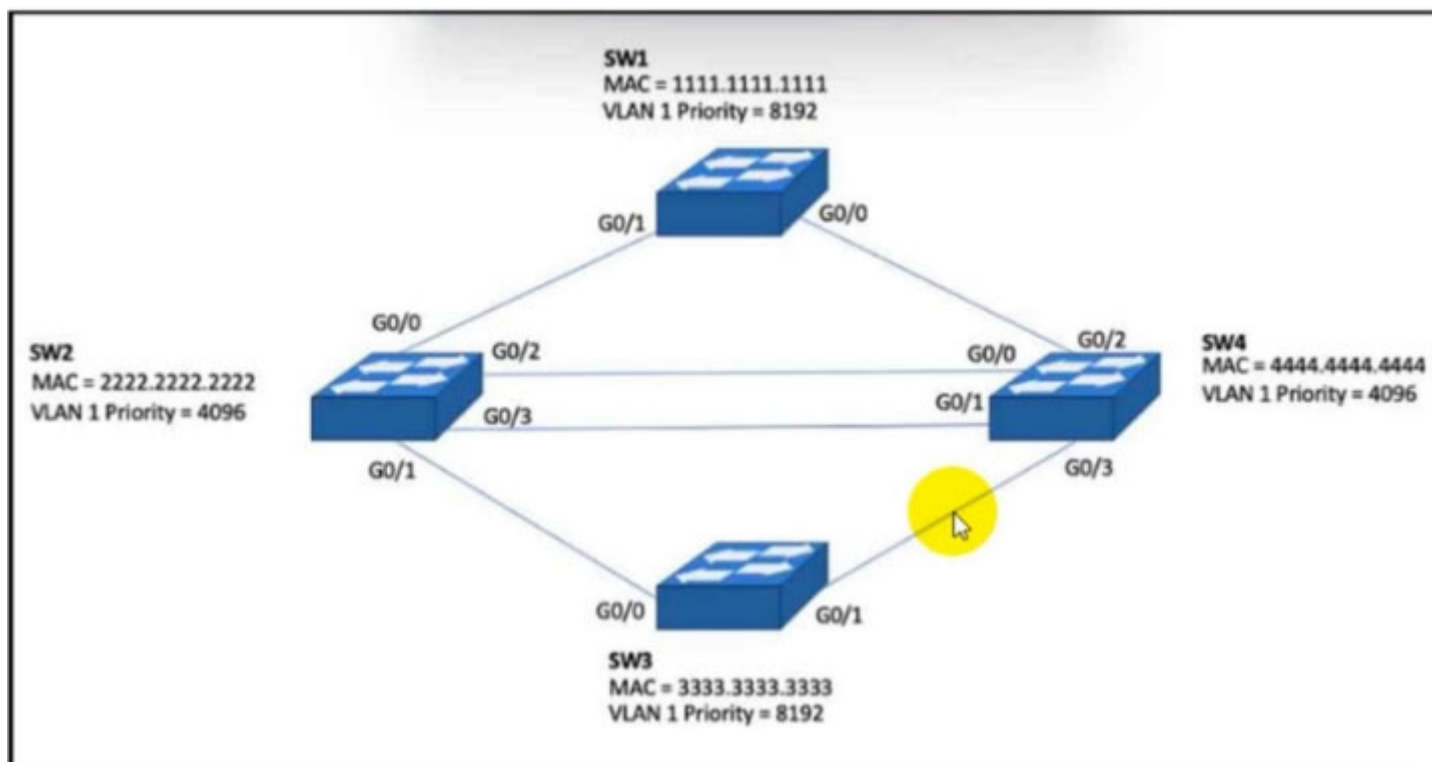 SW1
MAC = 1111.1111.1111
VLAN 1 Priority = 8192
G0/1
G0/0
G0/0
G0/2
G0/0
G0/2
SW2
MAC = 2222.2222.2222
VLAN 1 Priority = 4096
SW4
MAC = 4444.4444.4444
VLAN 1 Priority = 4096
G0/3
G0/1
G0/1
G0/3
G0/0
G0/1
SW3
MAC = 3333.3333.3333
VLAN 1 Priority = 8192